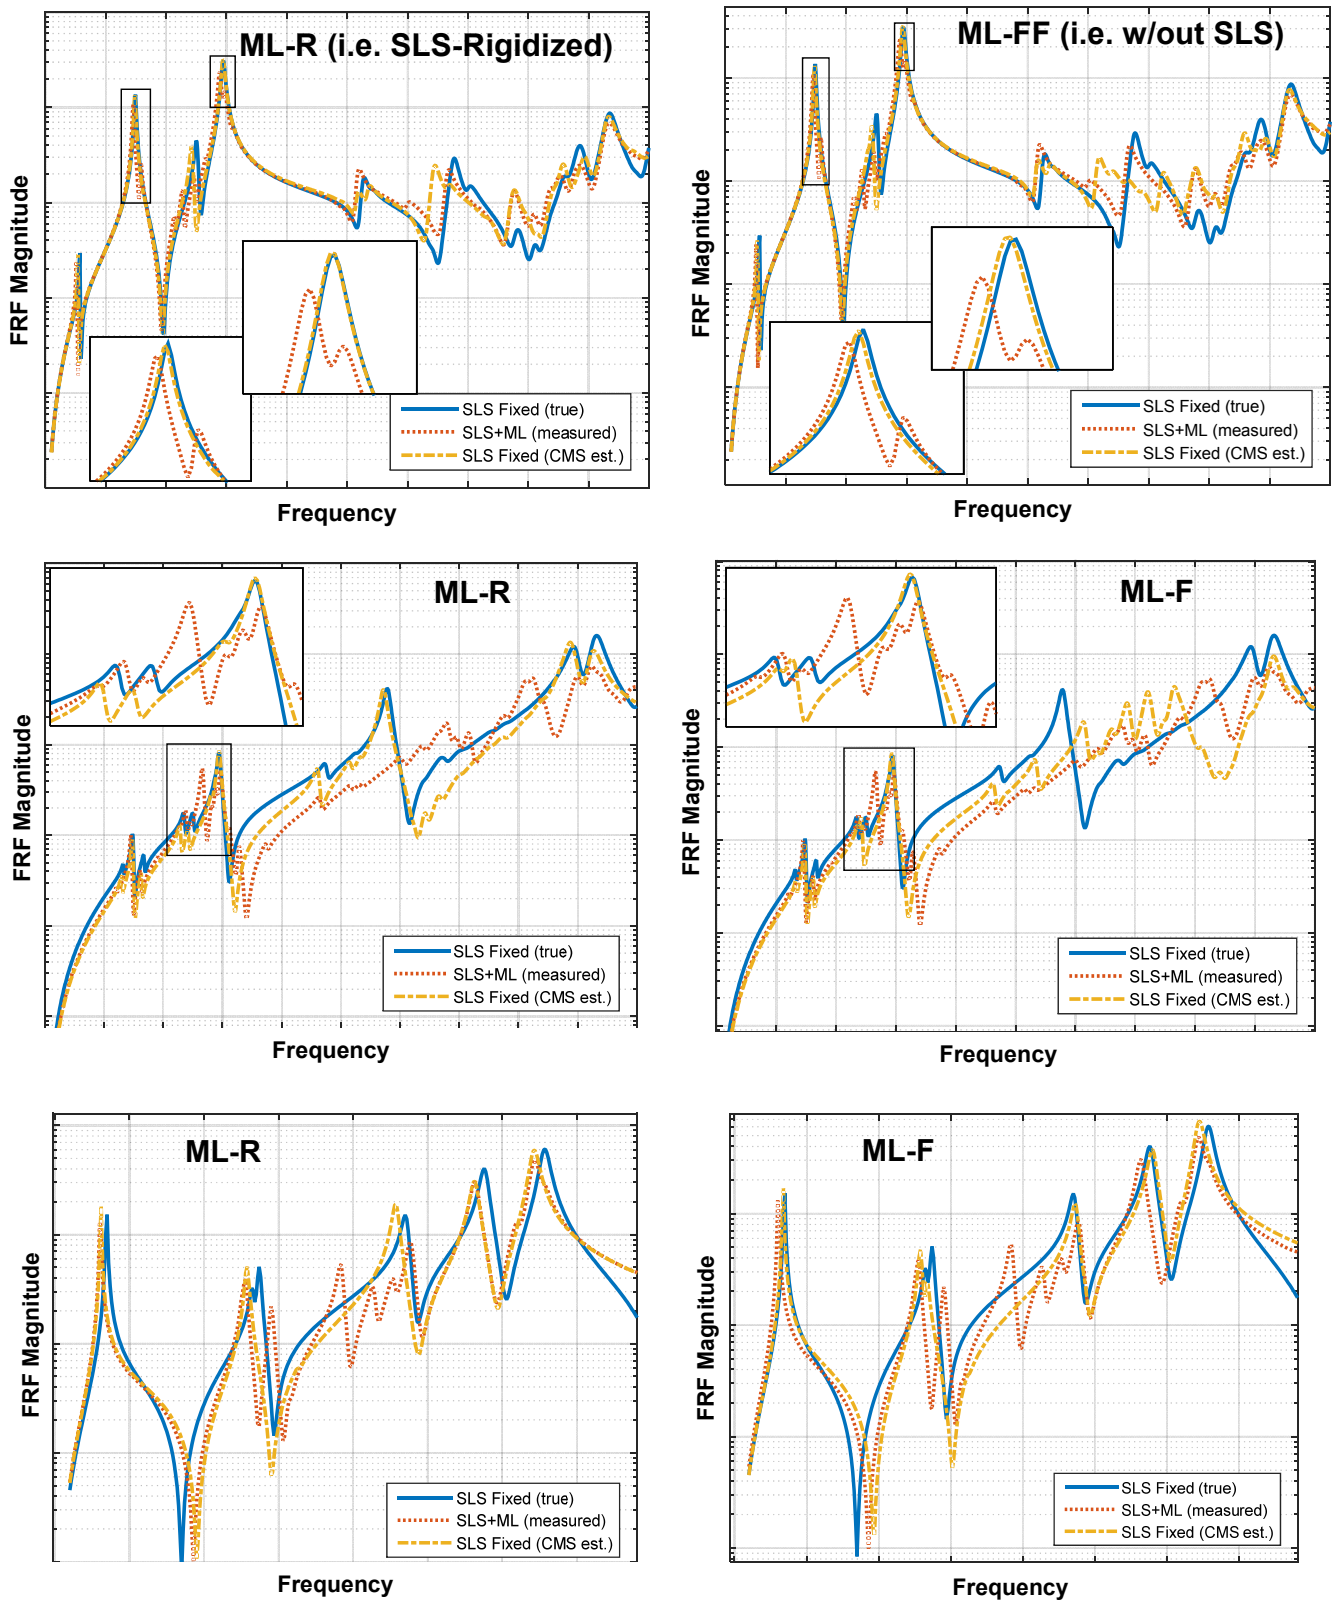 ML-R (i.e. SLS-Rigidized)
FRF Magnitude
SLS Fixed (true)
SLS+ML (measured)
SLS Fixed (CMS est.)
Frequency
ML-FF (i.e. w/out SLS)
FRF Magnitude
SLS Fixed (true)
SLS+ML (measured)
SLS Fixed (CMS est.)
Frequency
ML-R
FRF Magnitude
SLS Fixed (true)
SLS+ML (measured)
SLS Fixed (CMS est.)
Frequency
ML-F
FRF Magnitude
SLS Fixed (true)
SLS+ML (measured)
SLS Fixed (CMS est.)
Frequency
ML-R
FRF Magnitude
SLS Fixed (true)
SLS+ML (measured)
SLS Fixed (CMS est.)
Frequency
ML-F
FRF Magnitude
SLS Fixed (true)
SLS+ML (measured)
SLS Fixed (CMS est.)
Frequency